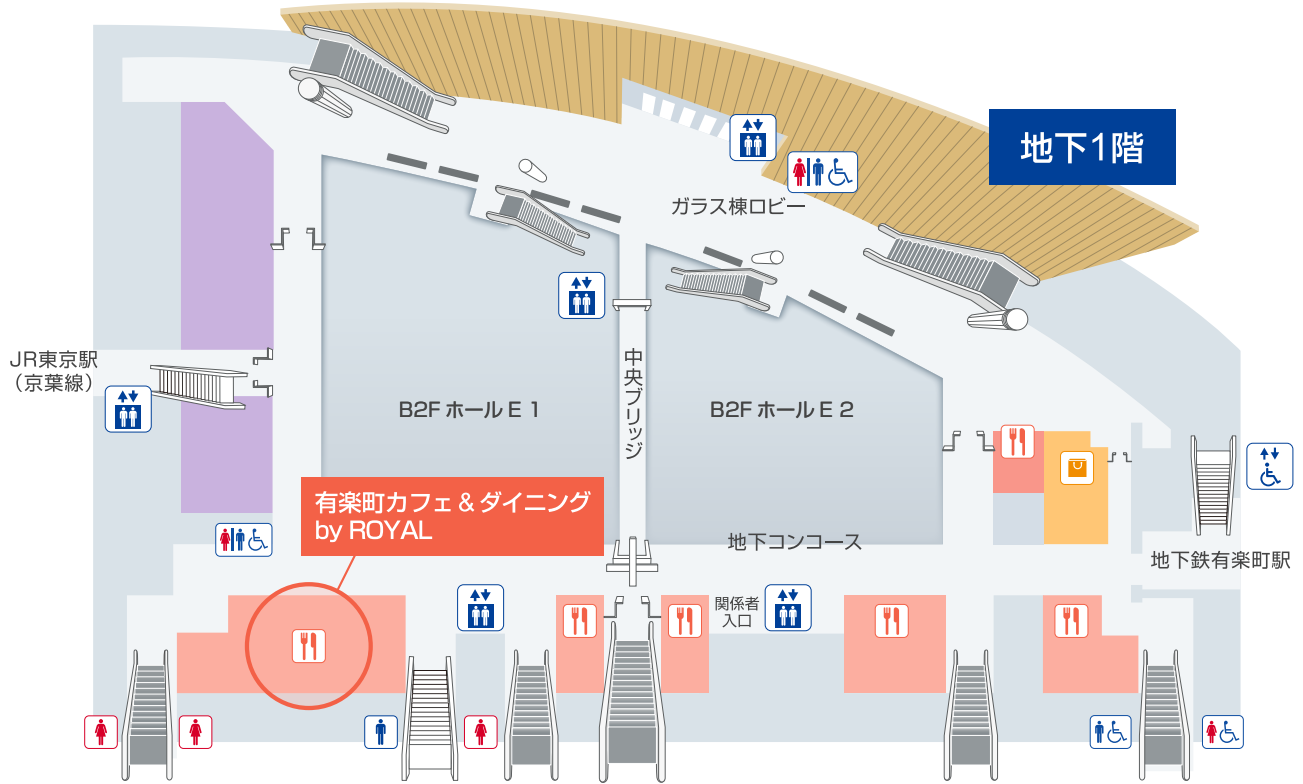 地下1階
ガラス棟ロビー
JR東京駅
（京葉線）
中央ブリッジ
B2F ホール E 1
B2F ホール E 2
有楽町カフェ & ダイニング
by ROYAL
地下コンコース
地下鉄有楽町駅
関係者
入口